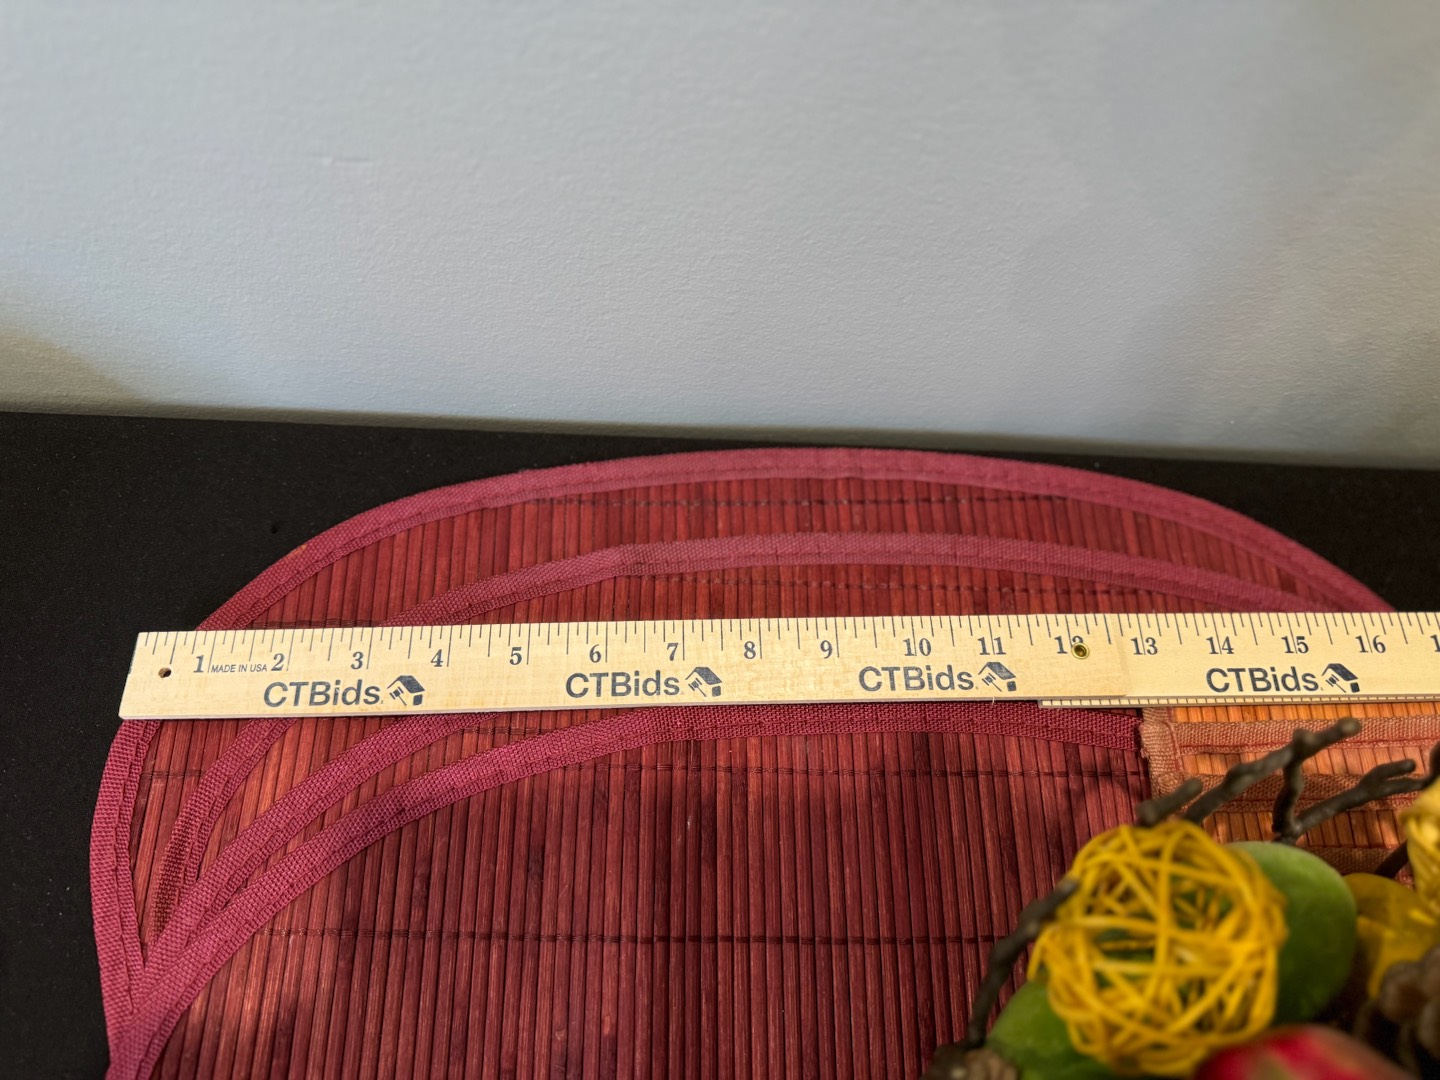 1 MADE IN USA 2 3 4 5 6 7 8 9 10 11 12 13 14 15 16
CTBids CTBids CTBids CTBids